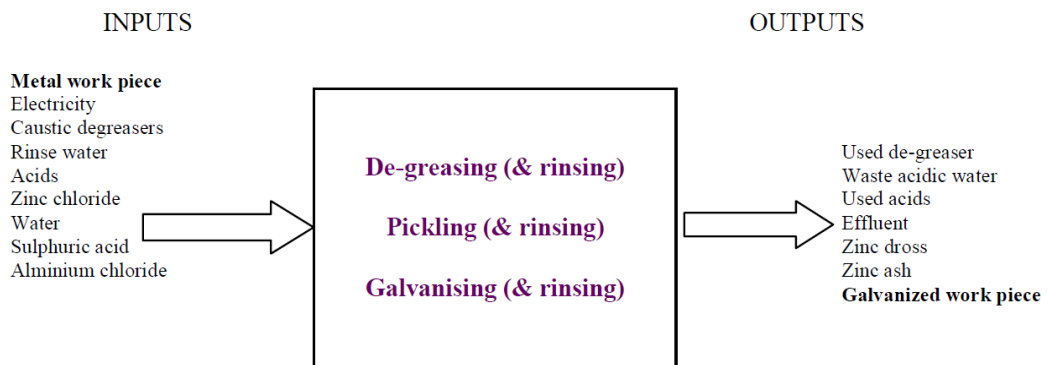 INPUTS
OUTPUTS
Metal work piece
Electricity
Caustic degreasers
Rinse water
Acids
Zinc chloride
Water
Sulphuric acid
Alminium chloride
De-greasing (& rinsing)
Pickling (& rinsing)
Galvanising (& rinsing)
Used de-greaser
Waste acidic water
Used acids
Effluent
Zinc dross
Zinc ash
Galvanized work piece